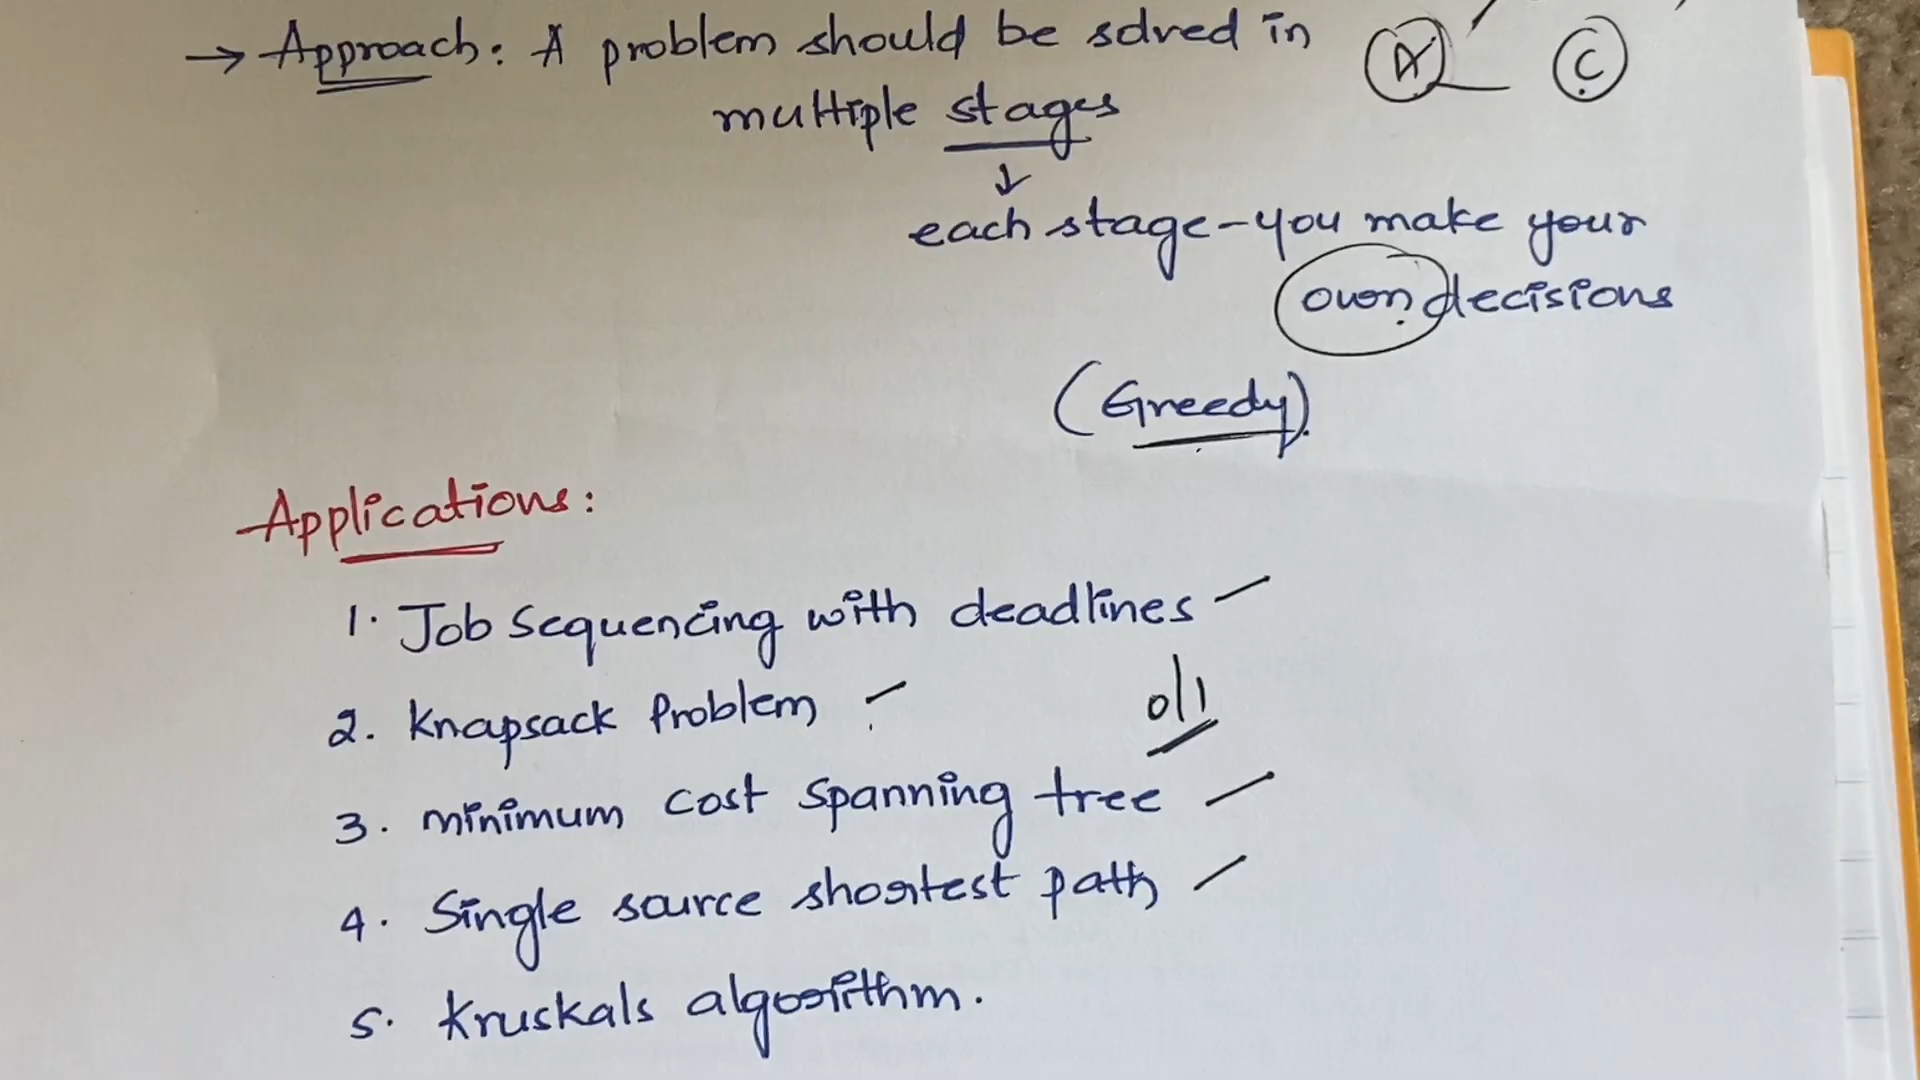 → Approach: A problem should be solved in
A C
multiple stages
↓
each stage-you make your
own decisions
(Greedy)
Applications:
1. Job Sequencing with deadlines
2. Knapsack Problem
0/1
3. minimum cost spanning tree
4. Single source shortest path
5. Kruskals algorithm.